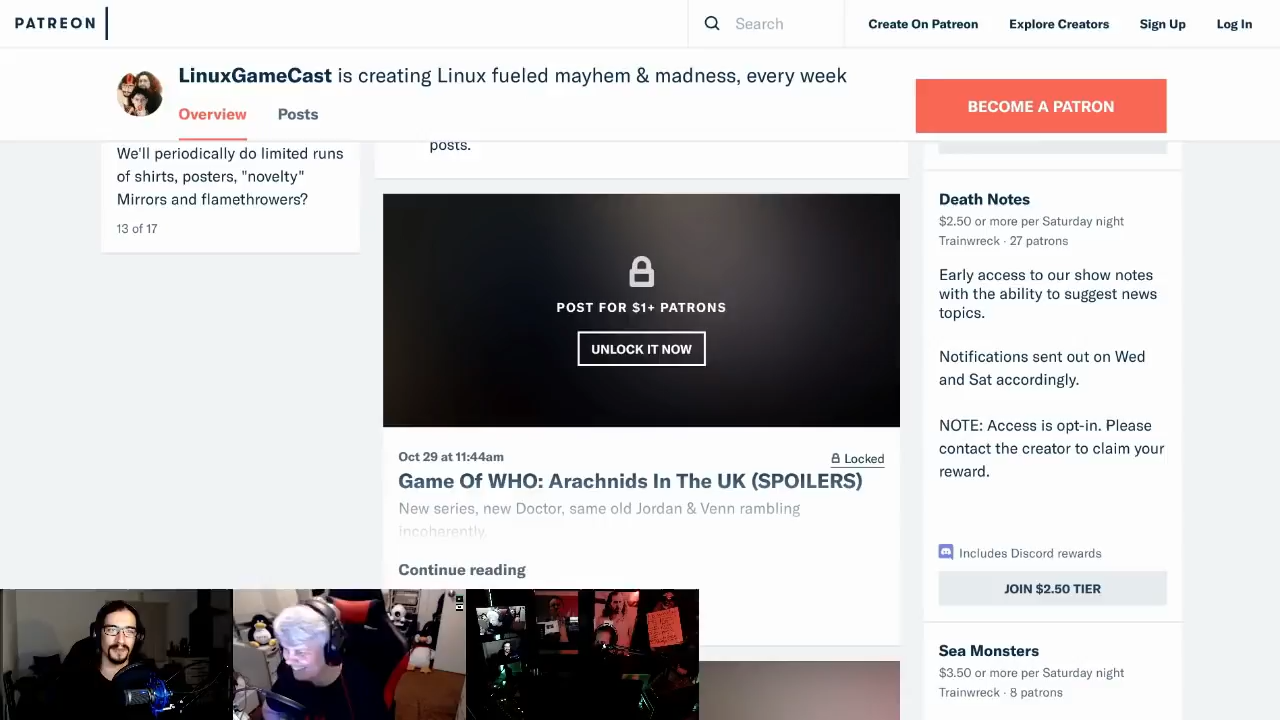 PATREON
Search
Create On Patreon
Explore Creators
Sign Up
Log In
LinuxGameCast is creating Linux fueled mayhem & madness, every week
Overview
Posts
BECOME A PATRON
We'll periodically do limited runs
of shirts, posters, "novelty"
Mirrors and flamethrowers?
13 of 17
posts.
POST FOR $1+ PATRONS
UNLOCK IT NOW
Oct 29 at 11:44am
Locked
Game Of WHO: Arachnids In The UK (SPOILERS)
New series, new Doctor, same old Jordan & Venn rambling
incoherently.
Continue reading
Death Notes
$2.50 or more per Saturday night
Trainwreck · 27 patrons
Early access to our show notes
with the ability to suggest news
topics.
Notifications sent out on Wed
and Sat accordingly.
NOTE: Access is opt-in. Please
contact the creator to claim your
reward.
Includes Discord rewards
JOIN $2.50 TIER
Sea Monsters
$3.50 or more per Saturday night
Trainwreck · 8 patrons